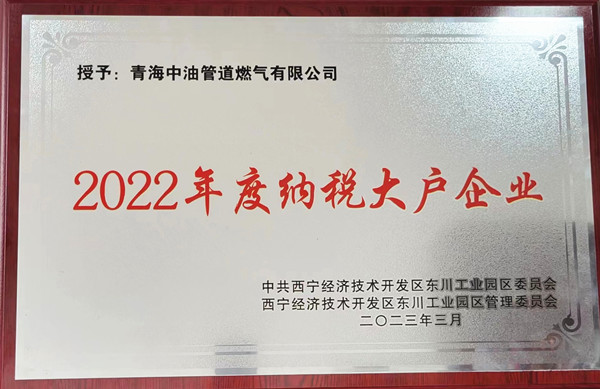 授予：青海中油管道燃气有限公司
2022年度纳税大户企业
中共西宁经济技术开发区东川工业园区委员会
西宁经济技术开发区东川工业园区管理委员会
二〇二三年三月